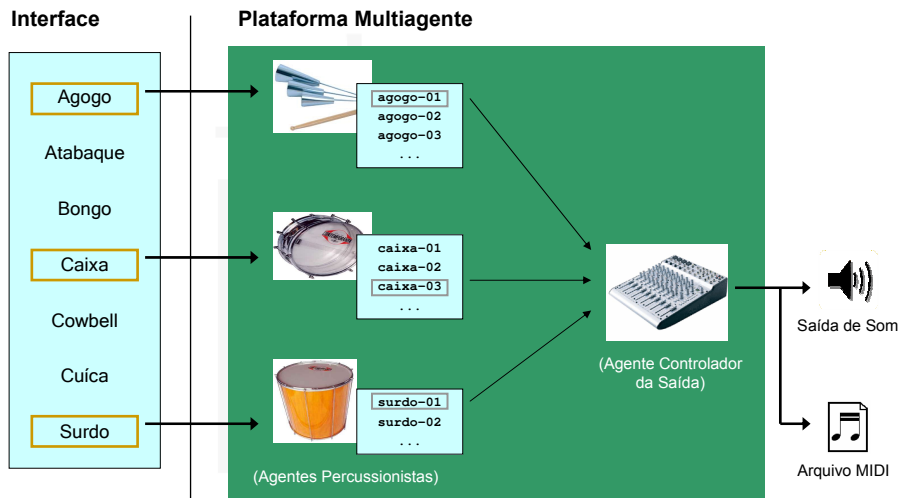 Interface
Plataforma Multiagente
Agogo
Atabaque
Bongo
Caixa
Cowbell
Cuíca
Surdo
agogo-01
agogo-02
agogo-03
...
caixa-01
caixa-02
caixa-03
...
surdo-01
surdo-02
...
(Agentes Percussionistas)
(Agente Controlador
da Saída)
Saída de Som
Arquivo MIDI